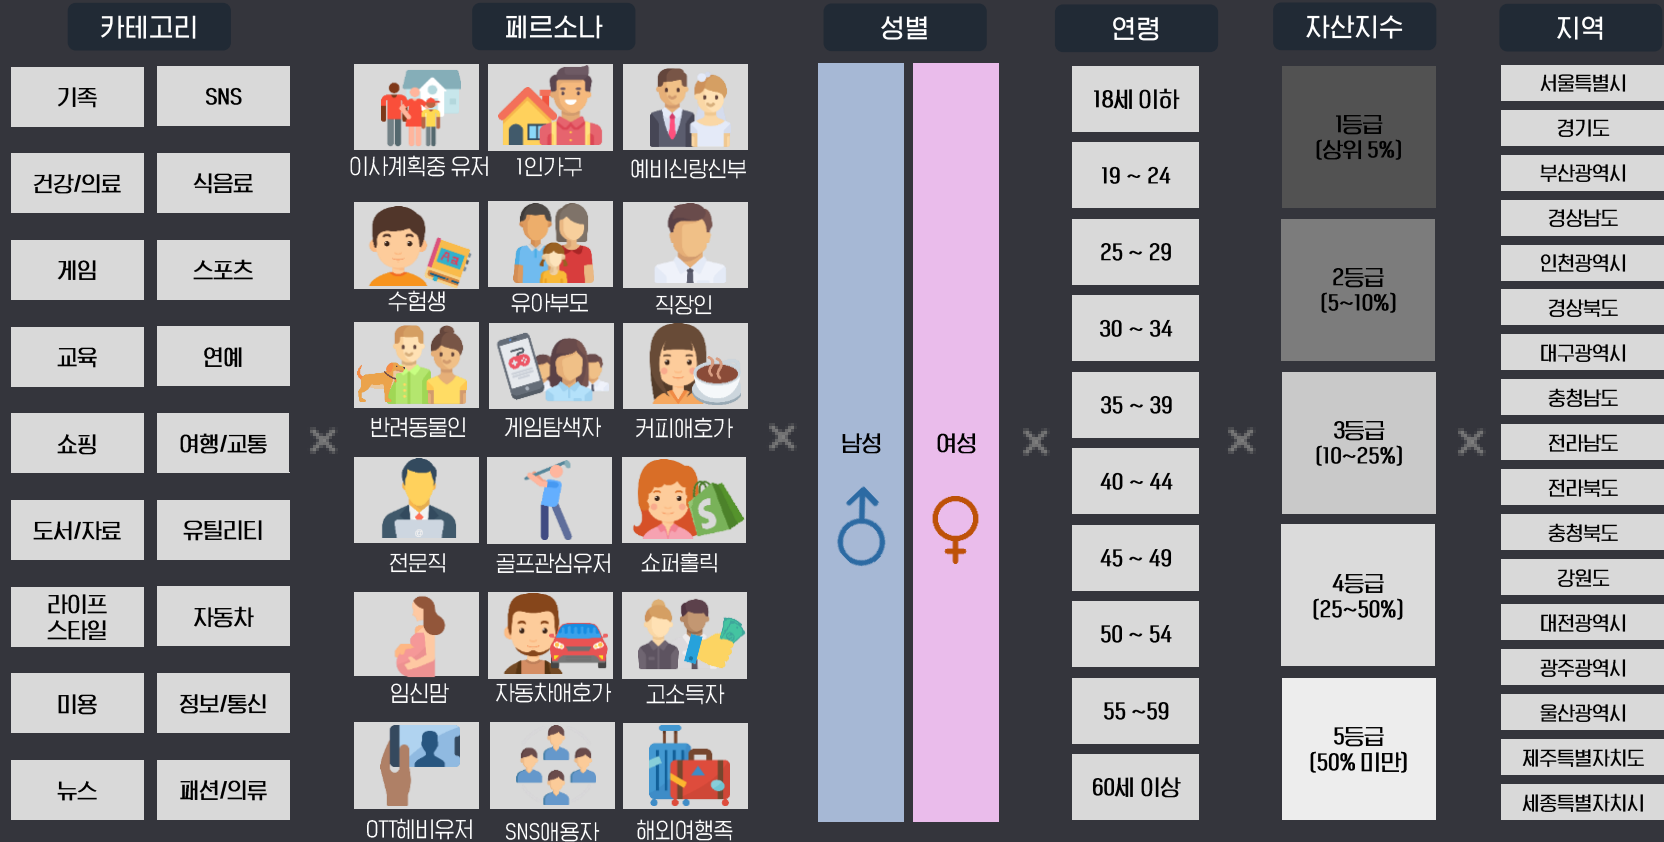 카테고리
페르소나
성별
연령
자산지수
지역
기족
SNS
건강/의료
식음료
게임
스포츠
교육
연예
쇼핑
여행/교통
도서/자료
유틸리티
라이프
스타일
자동차
미용
정보/통신
뉴스
패션/의류
×
이사계획중 유저
1인가구
예비신랑신부
수험생
유아부모
직장인
반려동물인
게임탐색자
커피애호가
전문직
골프관심유저
쇼퍼홀릭
임신맘
자동차애호가
고소득자
OTT헤비유저
SNS애용자
해외여행족
×
남성
여성
×
18세 이하
19 ~ 24
25 ~ 29
30 ~ 34
35 ~ 39
40 ~ 44
45 ~ 49
50 ~ 54
55 ~59
60세 이상
×
1등급
(상위 5%)
2등급
(5~10%)
3등급
(10~25%)
4등급
(25~50%)
5등급
(50% 미만)
×
서울특별시
경기도
부산광역시
경상남도
인천광역시
경상북도
대구광역시
충청남도
전라남도
전라북도
충청북도
강원도
대전광역시
광주광역시
울산광역시
제주특별자치도
세종특별자치시